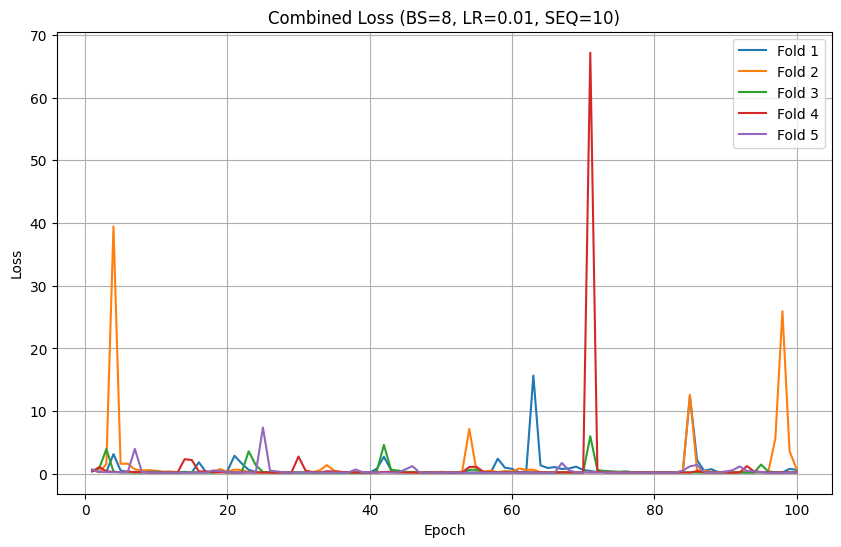 Combined Loss (BS=8, LR=0.01, SEQ=10)
70
60
50
40
30
20
10
0
Loss
0 20 40 60 80 100
Epoch
Fold 1
Fold 2
Fold 3
Fold 4
Fold 5